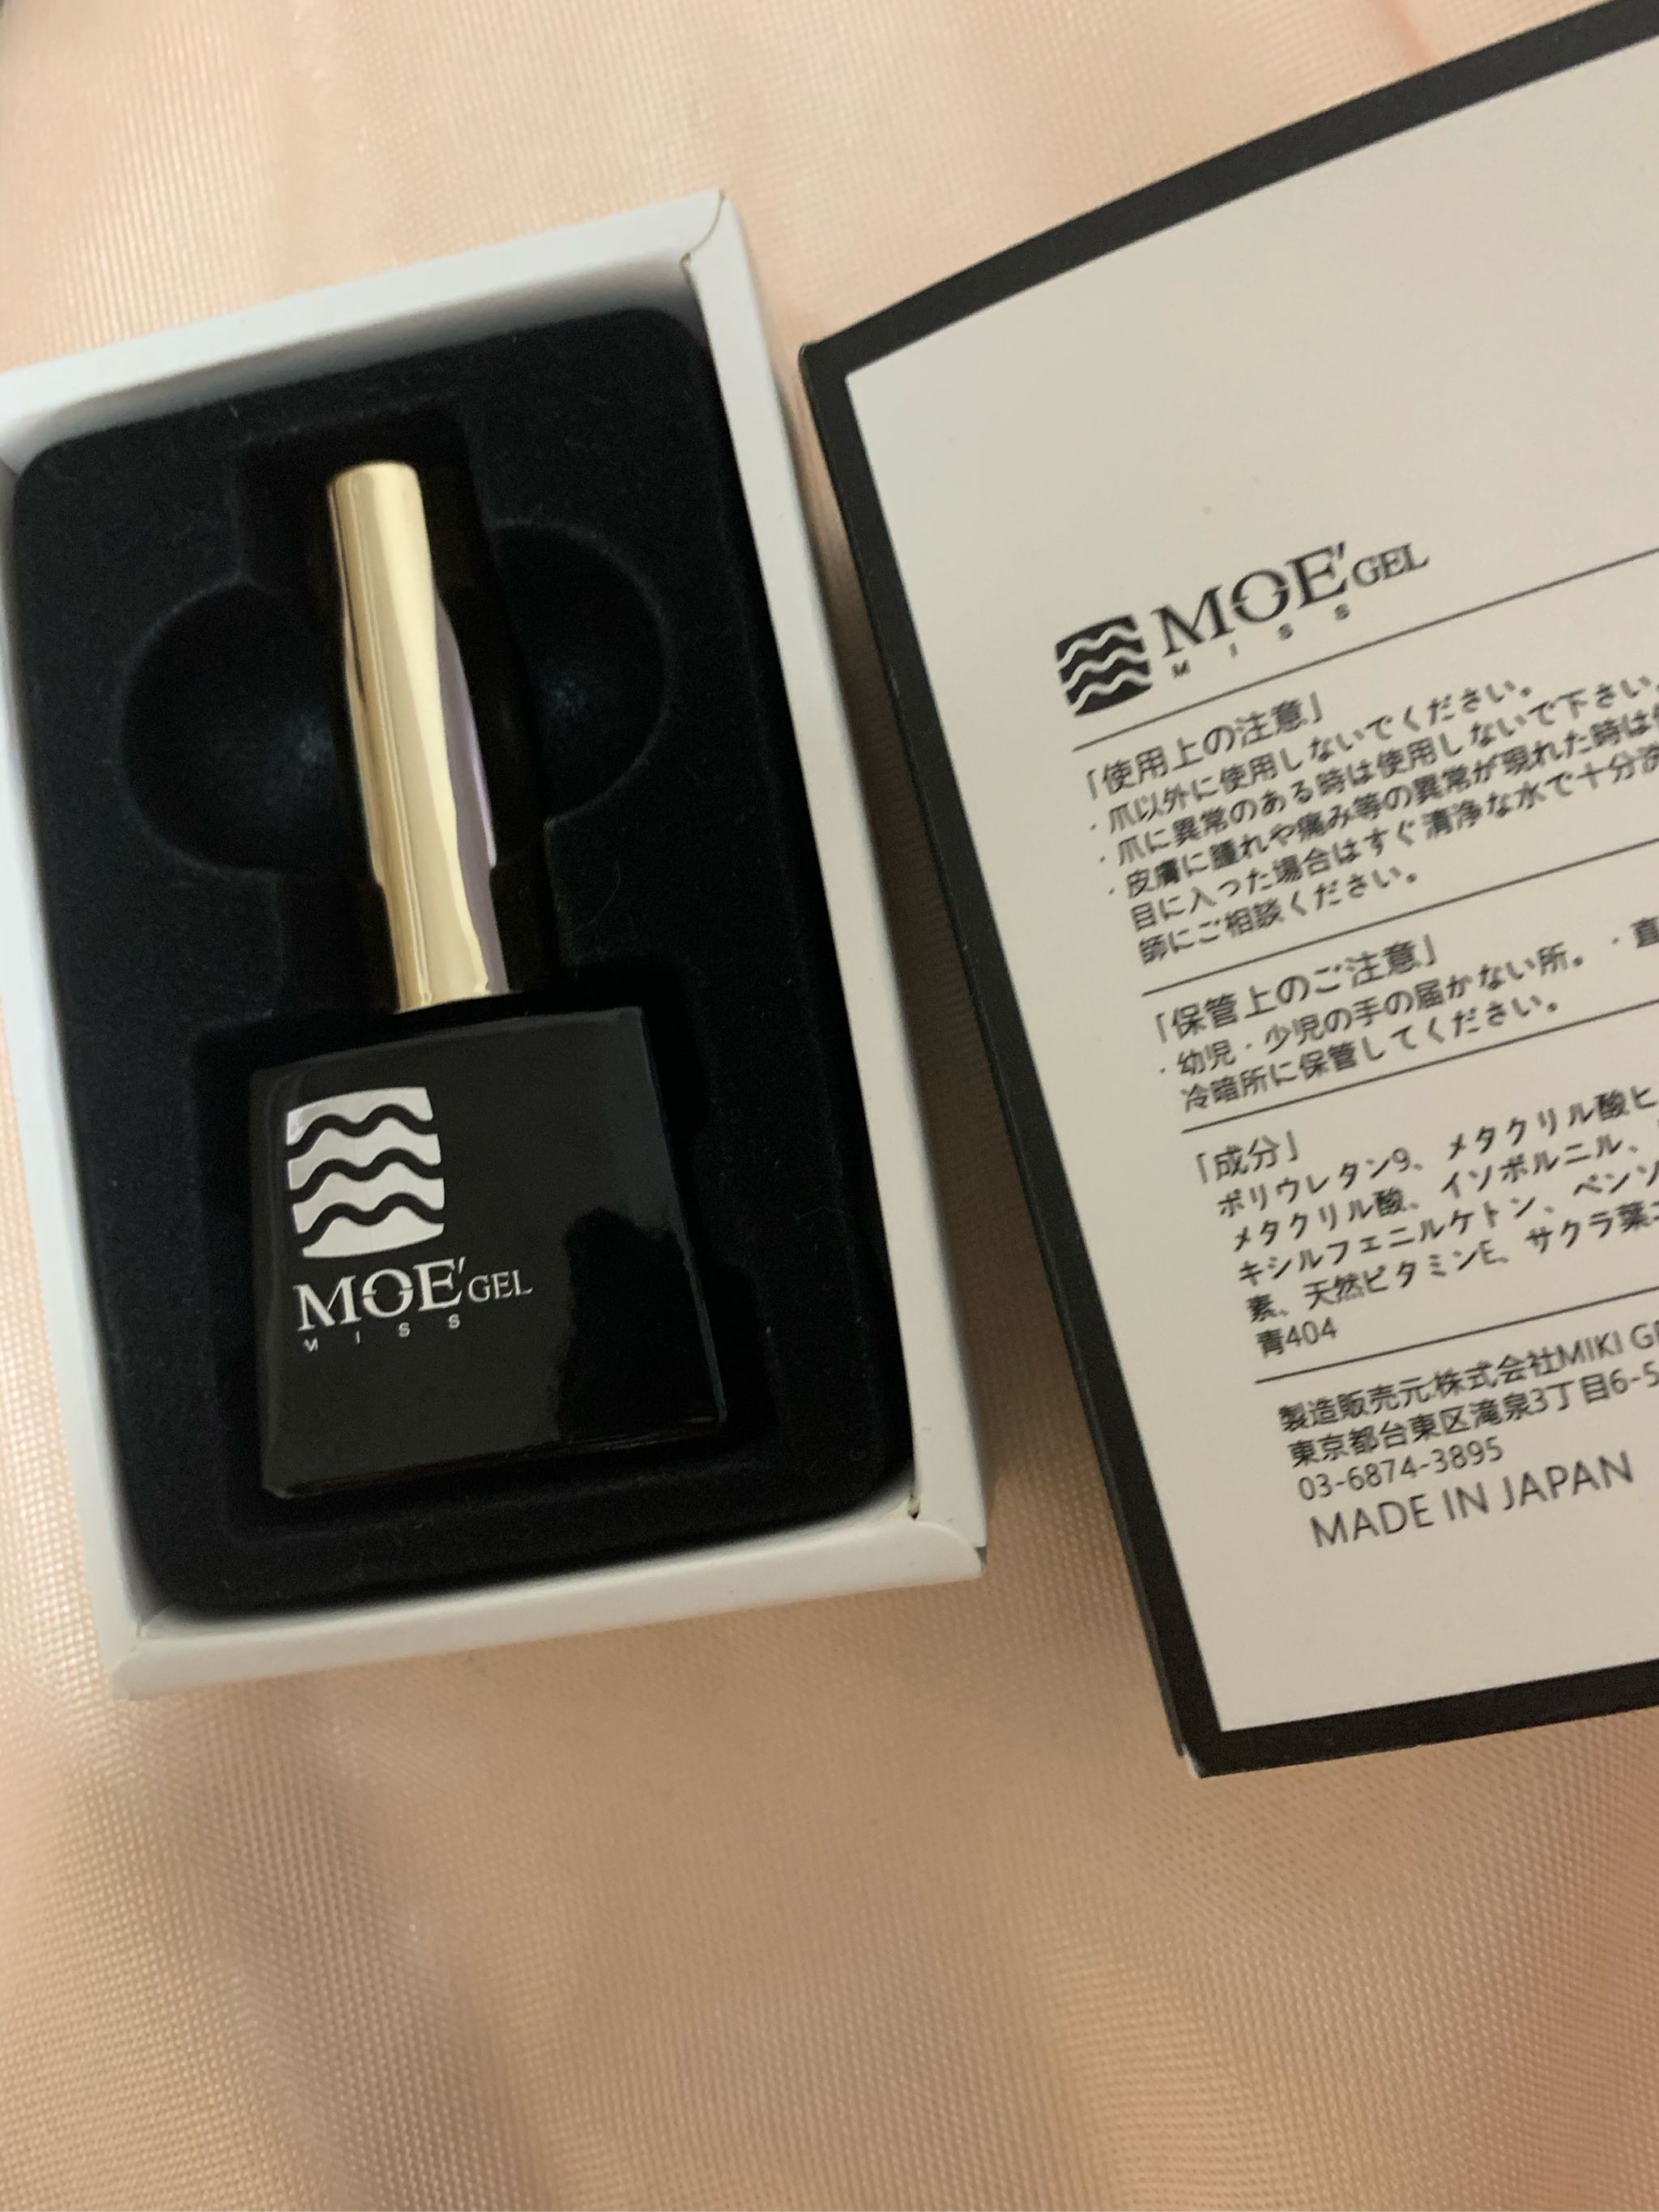 MOE'GEL
MISS
MOE'GEL
MISS
「使用上の注意」
・爪以外に使用しないでください。
・爪に異常のある時は使用しないで下さい。
・皮膚に腫れや痛み等の異常が現れた時は
目に入った場合はすぐ清浄な水で十分
師にご相談ください。
「保管上のご注意」
・幼児・少児の手の届かない所。・直
冷暗所に保管してください。
「成分」
ポリウレタン9、メタクリル酸ヒ
メタクリル酸、イソボルニル、
キシルフェニルケトン、ベンソ
素、天然ビタミンE、サクラ葉
青404
製造販売元:株式会社MIKI
東京都台東区滝泉3丁目6-5
03-6874-3895
MADE IN JAPAN